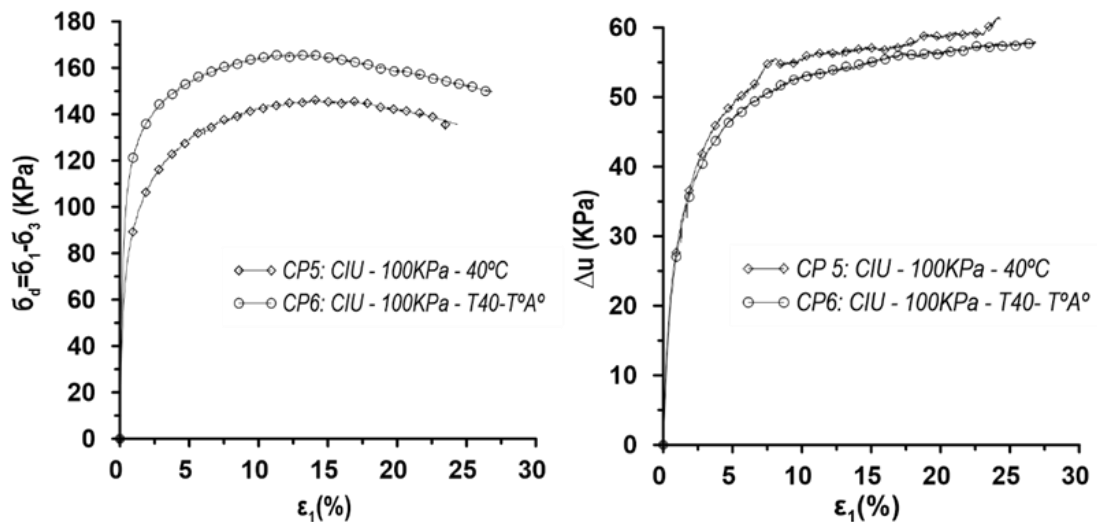 180
160
140
120
100
80
60
40
20
0
б_d=б_1-б_3 (KPa)
CP5: CIU - 100KPa - 40ºC
CP6: CIU - 100KPa - T40- TºAº
0 5 10 15 20 25 30
ε_1(%)
60
50
40
30
20
10
0
Δu (KPa)
CP 5: CIU - 100KPa - 40ºC
CP6: CIU - 100KPa - T40- TºAº
0 5 10 15 20 25 30
ε_1(%)